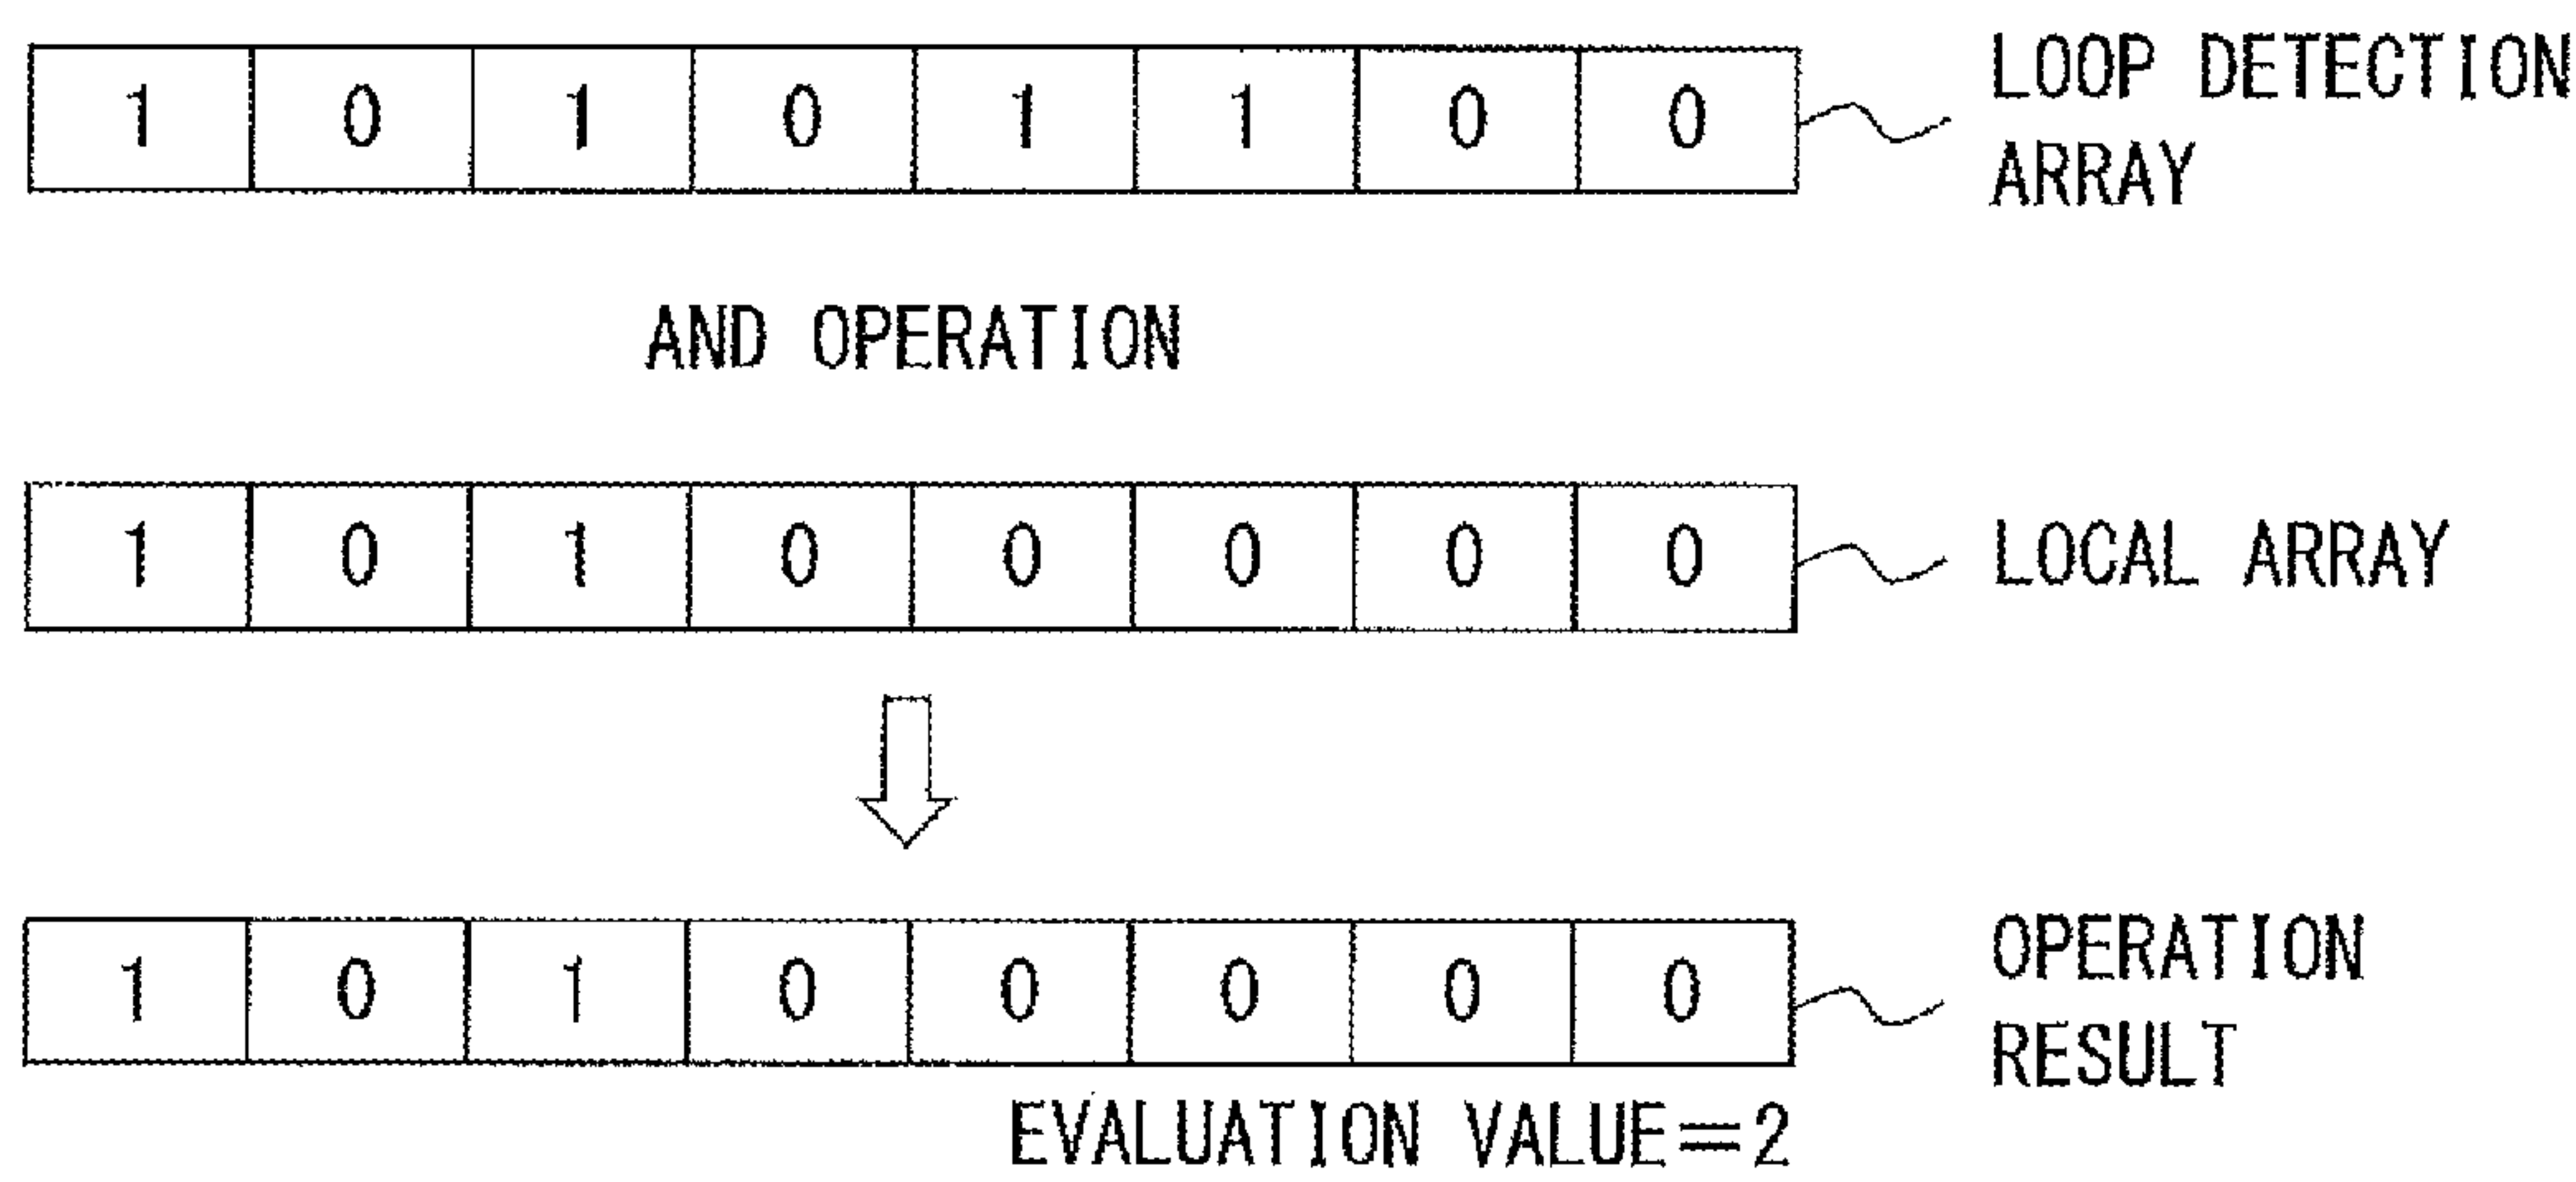 1 0 1 0 1 1 0 0
LOOP DETECTION
ARRAY
AND OPERATION
1 0 1 0 0 0 0 0
LOCAL ARRAY
1 0 1 0 0 0 0 0
OPERATION
RESULT
EVALUATION VALUE=2